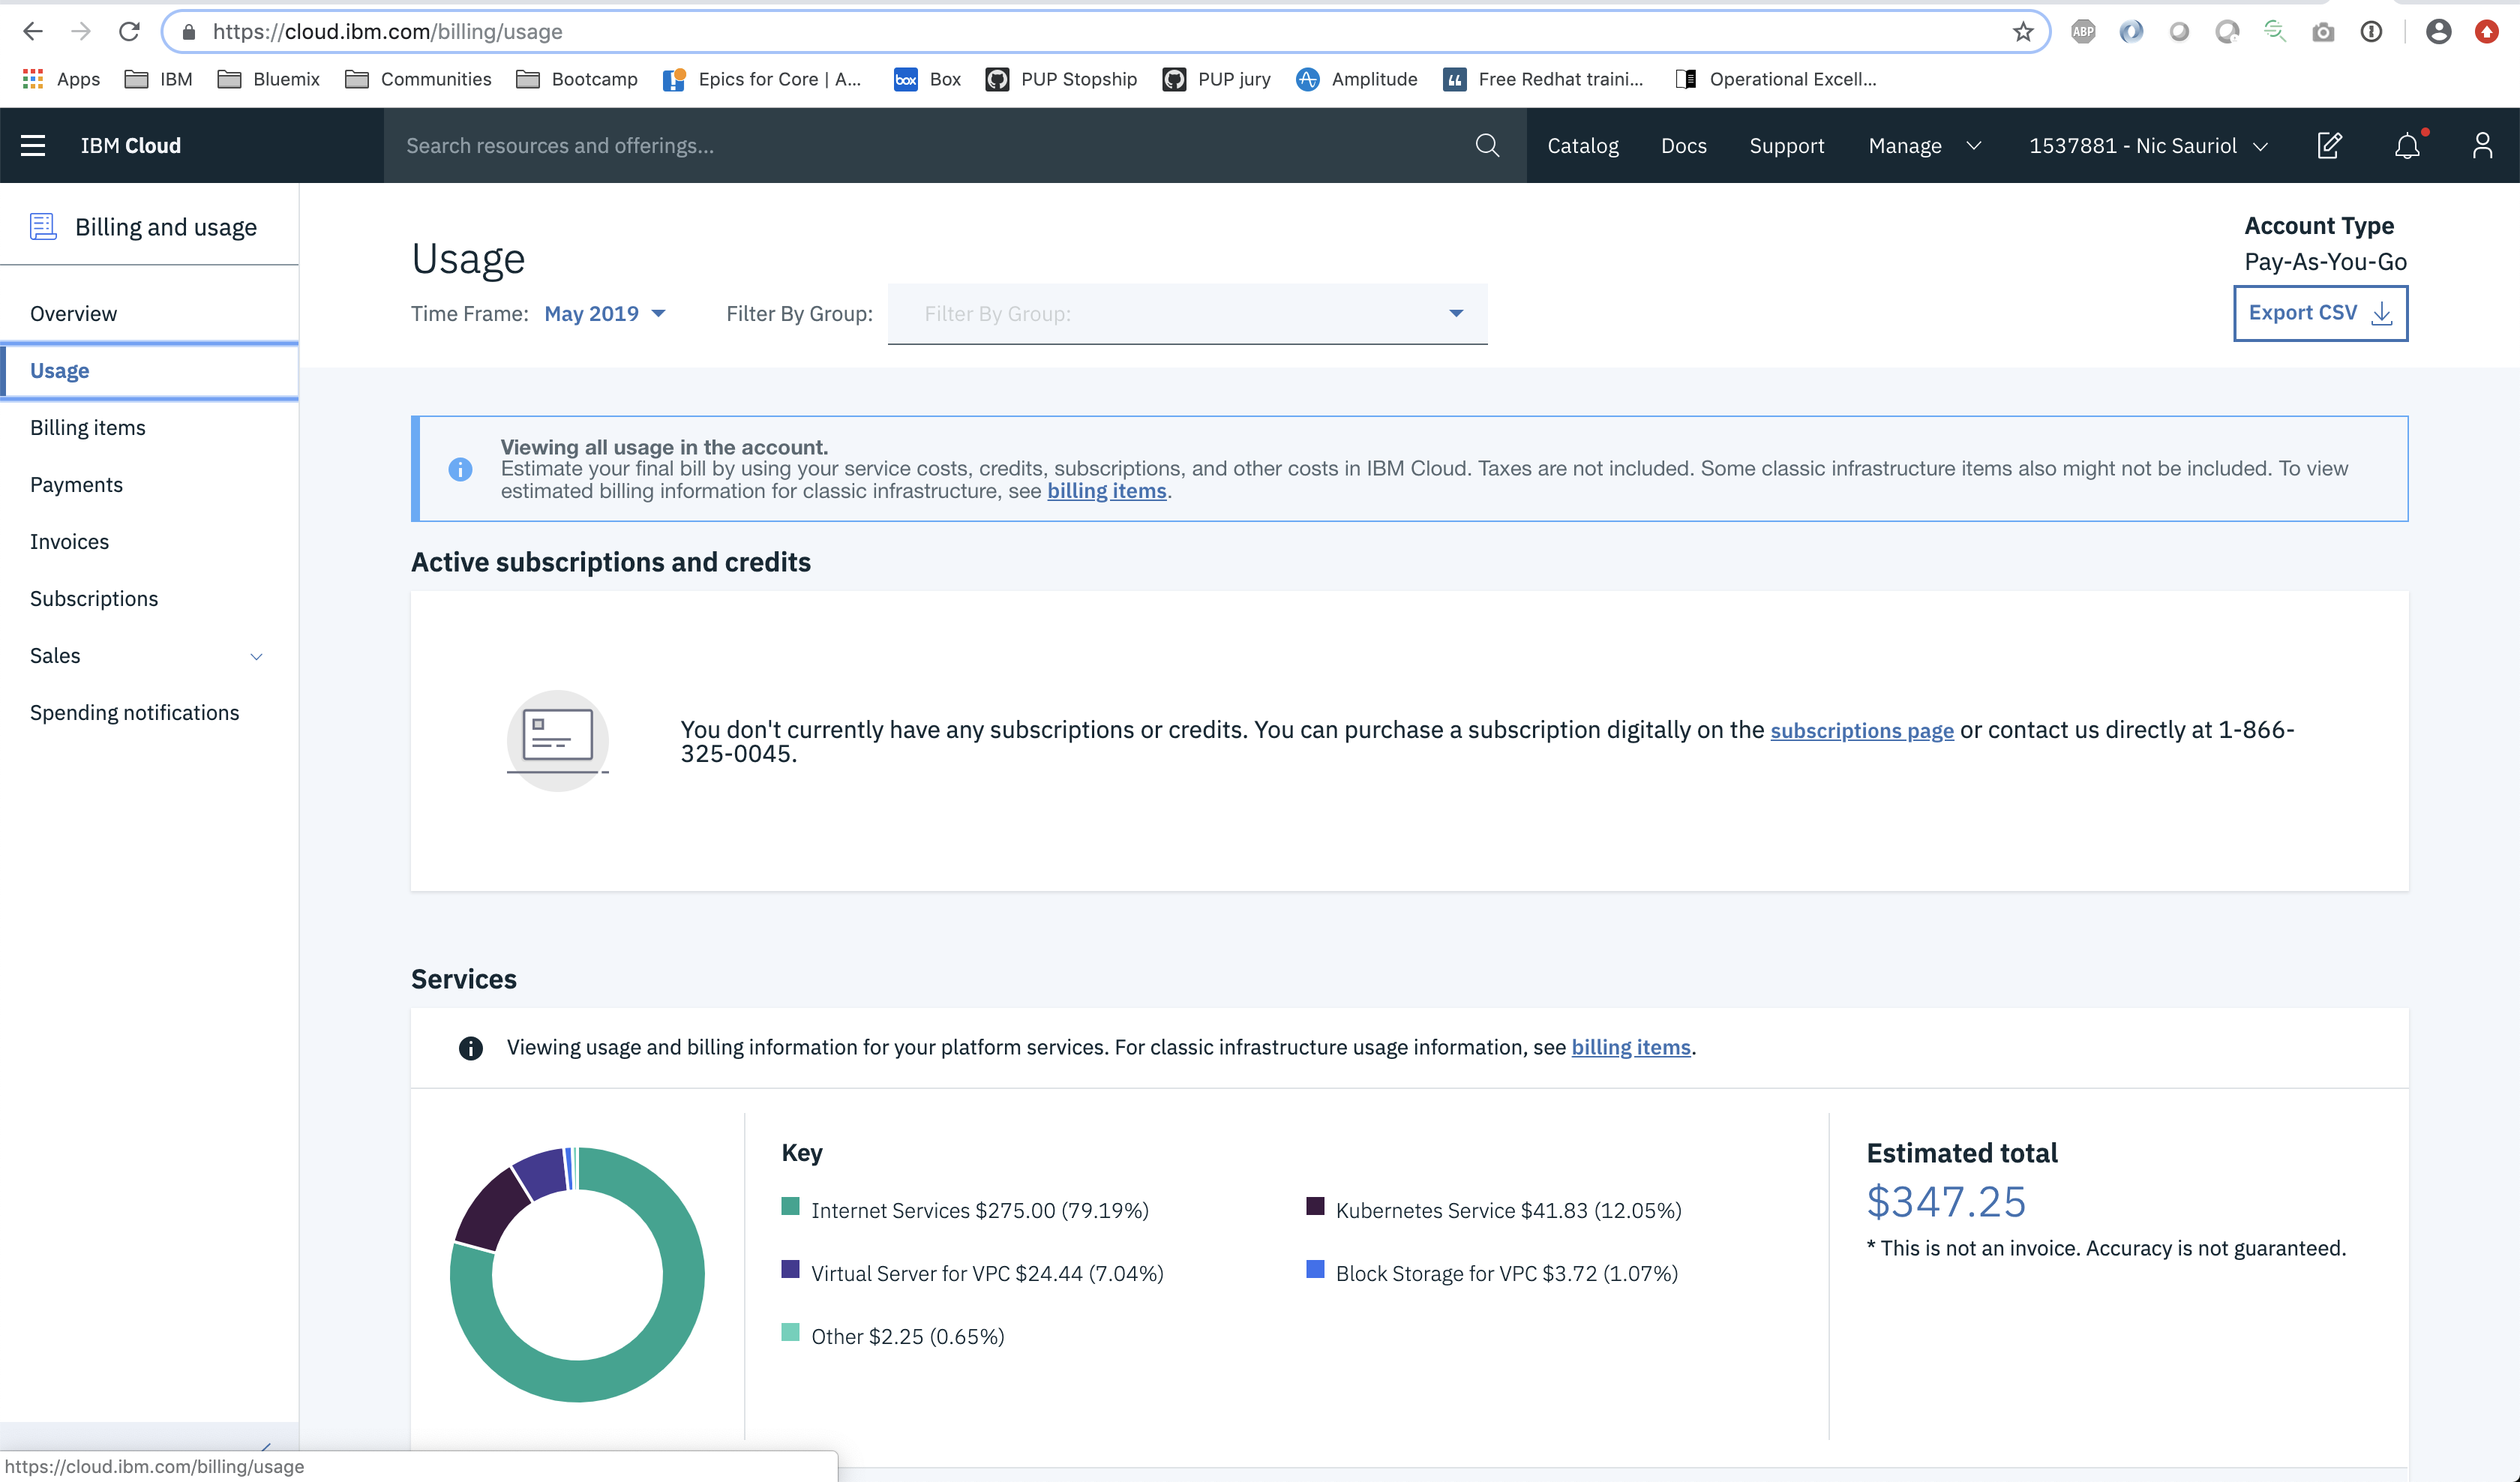 https://cloud.ibm.com/billing/usage
ABP
Apps IBM Bluemix Communities Bootcamp Epics for Core | A... box Box PUP Stopship PUP jury Amplitude Free Redhat traini... Operational Excell...
IBM Cloud
Search resources and offerings...
Catalog Docs Support Manage 1537881 - Nic Sauriol
Billing and usage
Overview
Usage
Billing items
Payments
Invoices
Subscriptions
Sales
Spending notifications
Usage
Time Frame: May 2019 Filter By Group: Filter By Group:
Account Type
Pay-As-You-Go
Export CSV
Viewing all usage in the account.
Estimate your final bill by using your service costs, credits, subscriptions, and other costs in IBM Cloud. Taxes are not included. Some classic infrastructure items also might not be included. To view
estimated billing information for classic infrastructure, see billing items.
Active subscriptions and credits
You don't currently have any subscriptions or credits. You can purchase a subscription digitally on the subscriptions page or contact us directly at 1-866-
325-0045.
Services
Viewing usage and billing information for your platform services. For classic infrastructure usage information, see billing items.
Key
Internet Services $275.00 (79.19%)
Kubernetes Service $41.83 (12.05%)
Virtual Server for VPC $24.44 (7.04%)
Block Storage for VPC $3.72 (1.07%)
Other $2.25 (0.65%)
Estimated total
$347.25
* This is not an invoice. Accuracy is not guaranteed.
https://cloud.ibm.com/billing/usage